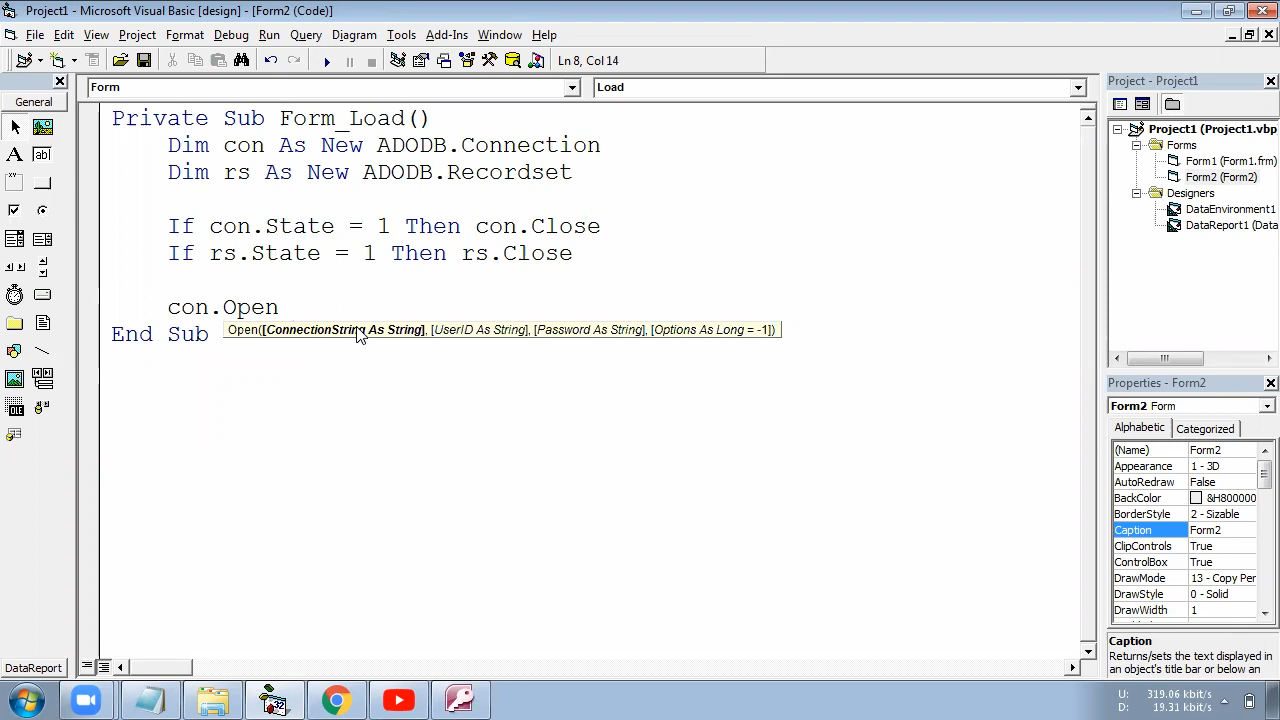 Project1 - Microsoft Visual Basic [design] - [Form2 (Code)]
File Edit View Project Format Debug Run Query Diagram Tools Add-Ins Window Help
Ln 8, Col 14
General
Form
Load
Private Sub Form_Load()
Dim con As New ADODB.Connection
Dim rs As New ADODB.Recordset
If con.State = 1 Then con.Close
If rs.State = 1 Then rs.Close
con.Open
Open([ConnectionString As String], [UserID As String], [Password As String], [Options As Long = -1])
End Sub
DataReport
Project - Project1
Project1 (Project1.vbp
Forms
Form1 (Form1.frm)
Form2 (Form2)
Designers
DataEnvironment1
DataReport1 (Data
Properties - Form2
Form2 Form
Alphabetic Categorized
(Name) Form2
Appearance 1 - 3D
AutoRedraw False
BackColor &H800000
BorderStyle 2 - Sizable
Caption Form2
ClipControls True
ControlBox True
DrawMode 13 - Copy Per
DrawStyle 0 - Solid
DrawWidth 1
Caption
Returns/sets the text displayed in
an object's title bar or below an
U: 319.06 kbit/s
D: 19.31 kbit/s